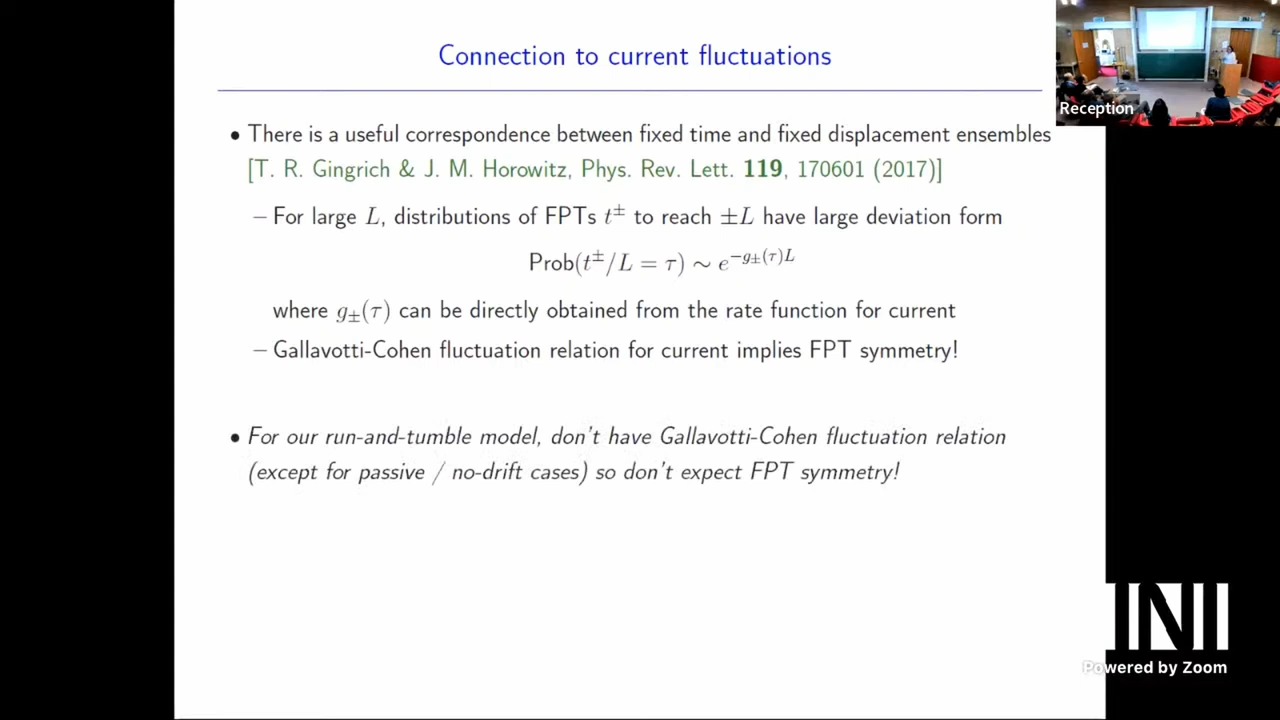 Connection to current fluctuations
• There is a useful correspondence between fixed time and fixed displacement ensembles
[T. R. Gingrich & J. M. Horowitz, Phys. Rev. Lett. 119, 170601 (2017)]
– For large L, distributions of FPTs t± to reach ±L have large deviation form
Prob(t±/L = τ) ∼ e^{−g±(τ)L}
where g±(τ) can be directly obtained from the rate function for current
– Gallavotti-Cohen fluctuation relation for current implies FPT symmetry!
• For our run-and-tumble model, don't have Gallavotti-Cohen fluctuation relation
(except for passive / no-drift cases) so don't expect FPT symmetry!
Reception
INI
Powered by Zoom